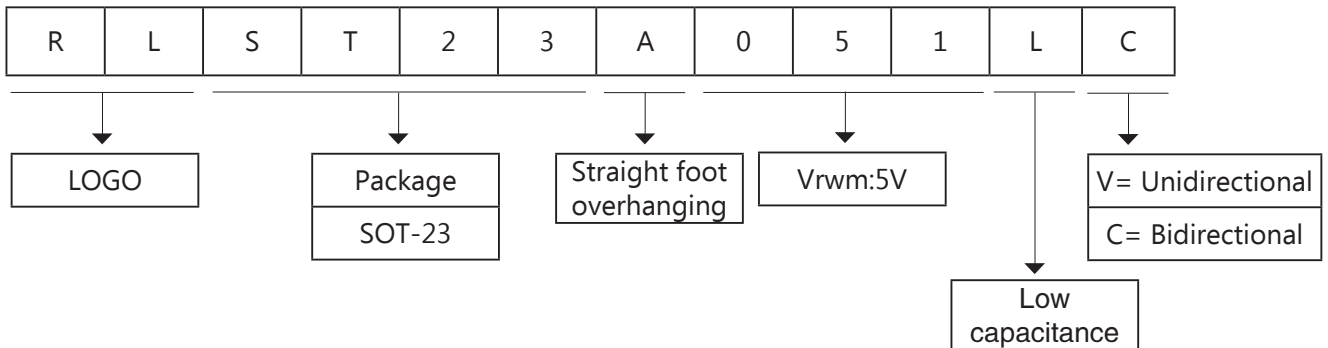 R L S T 2 3 A 0 5 1 L C
LOGO
Package
SOT-23
Straight foot
overhanging
Vrwm:5V
V= Unidirectional
C= Bidirectional
Low
capacitance